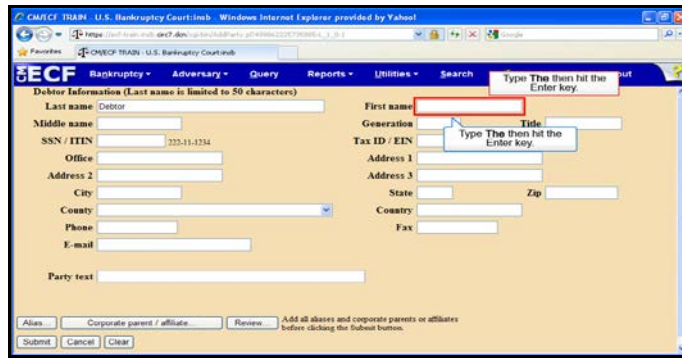 CM/ECF TRAIN - U.S. Bankruptcy Court:insb - Windows Internet Explorer provided by Yahoo!
Google
Favorites CM/ECF TRAIN - U.S. Bankruptcy Court:insb
ECF Bankruptcy Adversary Query Reports Utilities Search out
Type The then hit the
Enter key.
Debtor Information (Last name is limited to 50 characters)
Last name Debtor First name
Middle name Generation Title
Type The then hit the
Enter key.
SSN / ITIN 222-11-1234 Tax ID / EIN
Office Address 1
Address 2 Address 3
City State Zip
County Country
Phone Fax
E-mail
Party text
Alias... Corporate parent / affiliate... Review... Add all aliases and corporate parents or affiliates
before clicking the Submit button.
Submit Cancel Clear